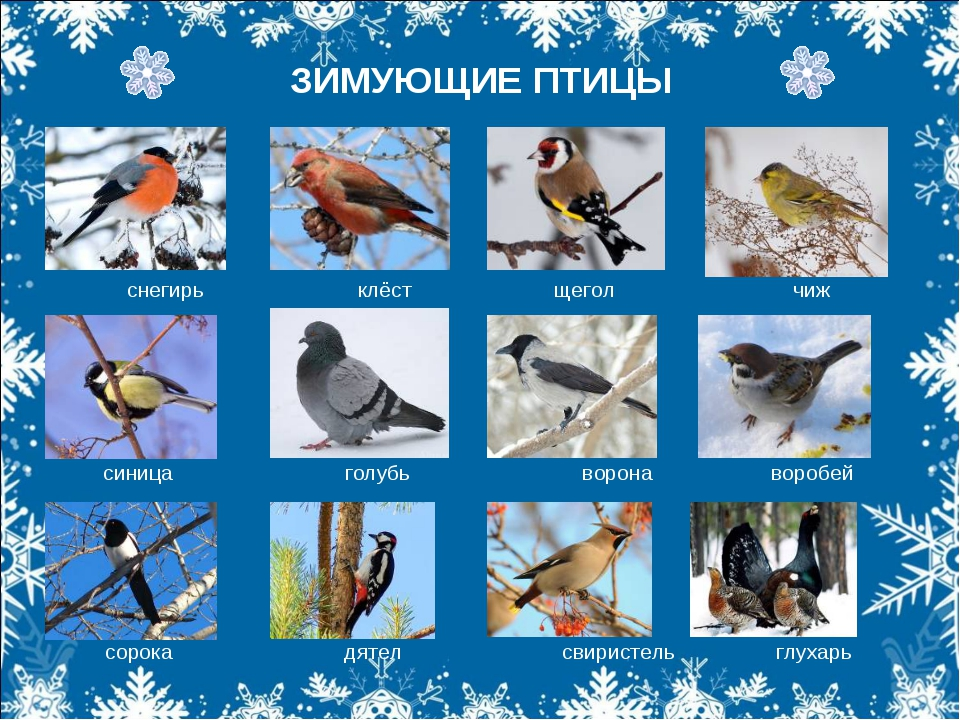 ЗИМУЮЩИЕ ПТИЦЫ
снегирь клёст щегол чиж
синица голубь ворона воробей
сорока дятел свиристель глухарь